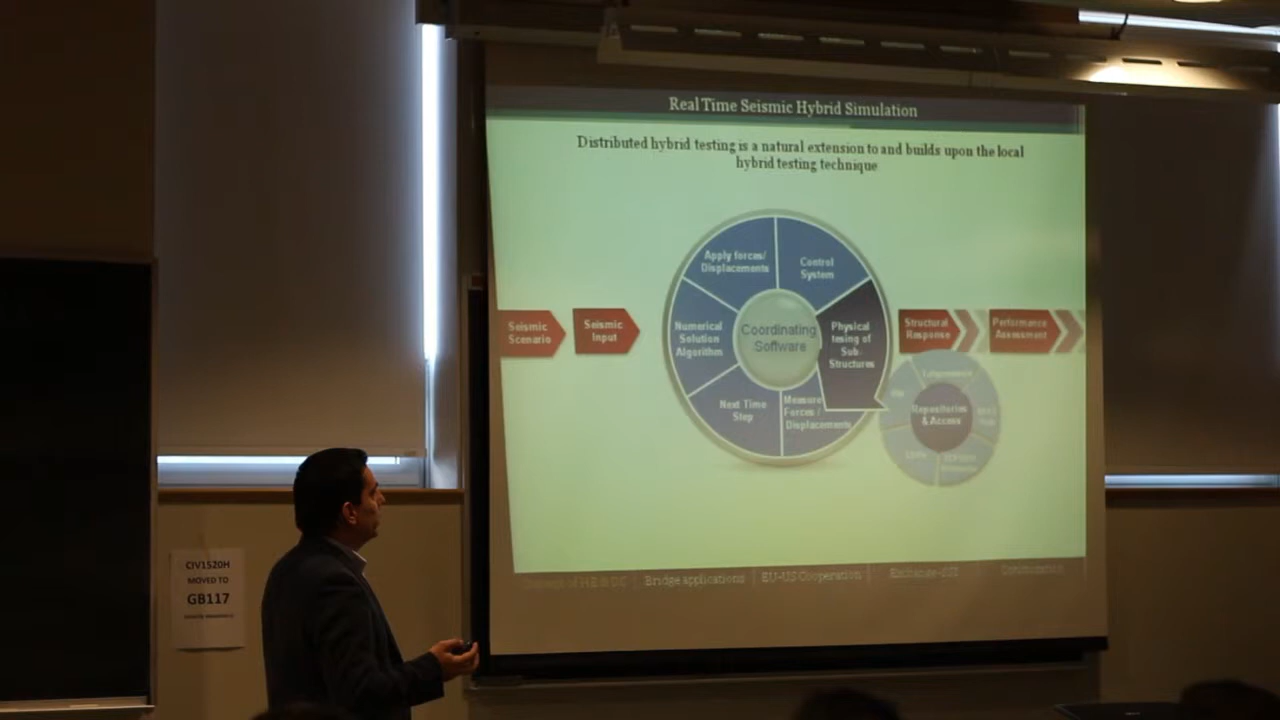 Real Time Seismic Hybrid Simulation
Distributed hybrid testing is a natural extension to and builds upon the local
hybrid testing technique
Apply forces/
Displacements
Control
System
Seismic
Scenario
Seismic
Input
Numerical
Solution
Algorithm
Coordinating
Software
Physical
testing of
Sub
Structures
Structural
Response
Performance
Assessment
Next Time
Step
Measure
Forces /
Displacements
Repositories
& Access
Bridge applications
EU-US Cooperation
CIV1520H
MOVED TO
GB117